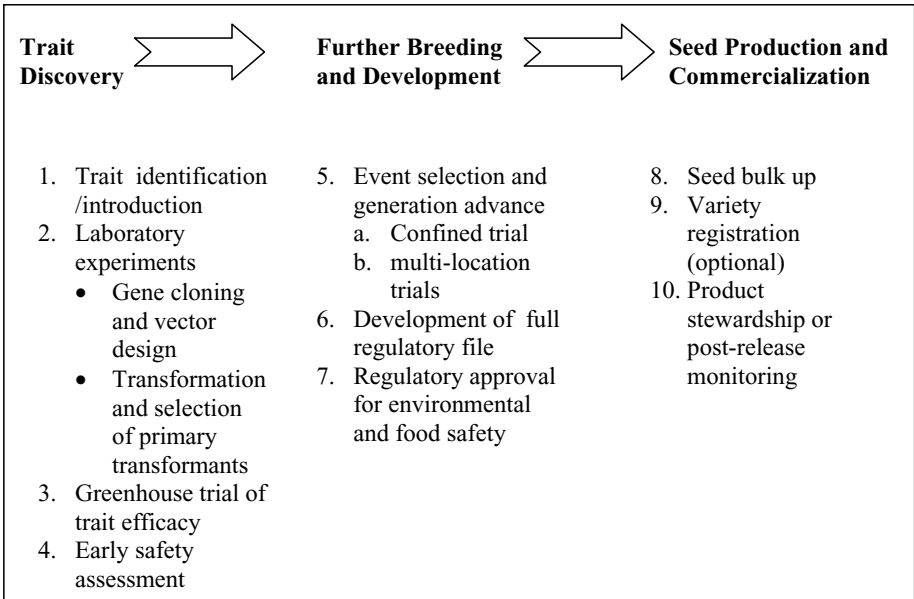 Trait
Discovery
Further Breeding
and Development
Seed Production and
Commercialization
1. Trait identification
/introduction
2. Laboratory
experiments
• Gene cloning
and vector
design
• Transformation
and selection
of primary
transformants
3. Greenhouse trial of
trait efficacy
4. Early safety
assessment
5. Event selection and
generation advance
a. Confined trial
b. multi-location
trials
6. Development of full
regulatory file
7. Regulatory approval
for environmental
and food safety
8. Seed bulk up
9. Variety
registration
(optional)
10. Product
stewardship or
post-release
monitoring